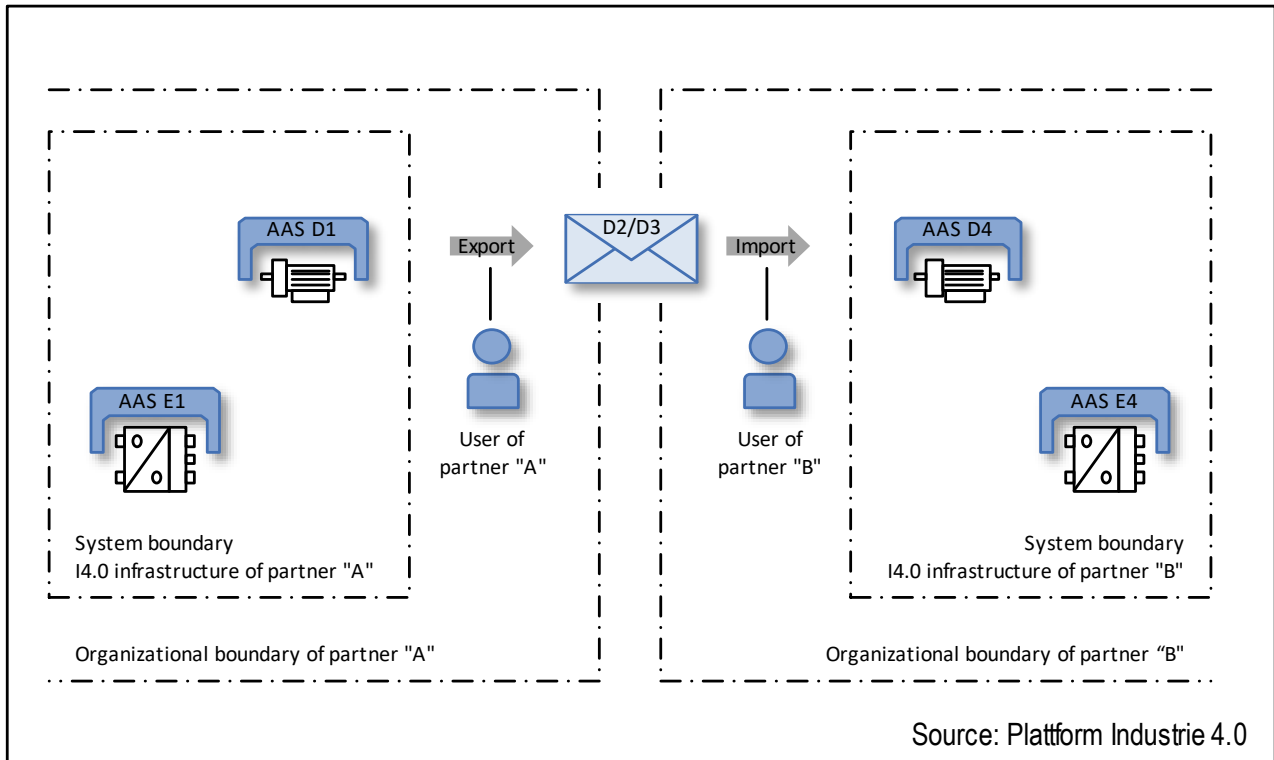 AAS D1
Export
D2/D3
Import
AAS D4
AAS E1
User of
partner "A"
User of
partner "B"
AAS E4
System boundary
I4.0 infrastructure of partner "A"
System boundary
I4.0 infrastructure of partner "B"
Organizational boundary of partner "A"
Organizational boundary of partner “B"
Source: Plattform Industrie 4.0